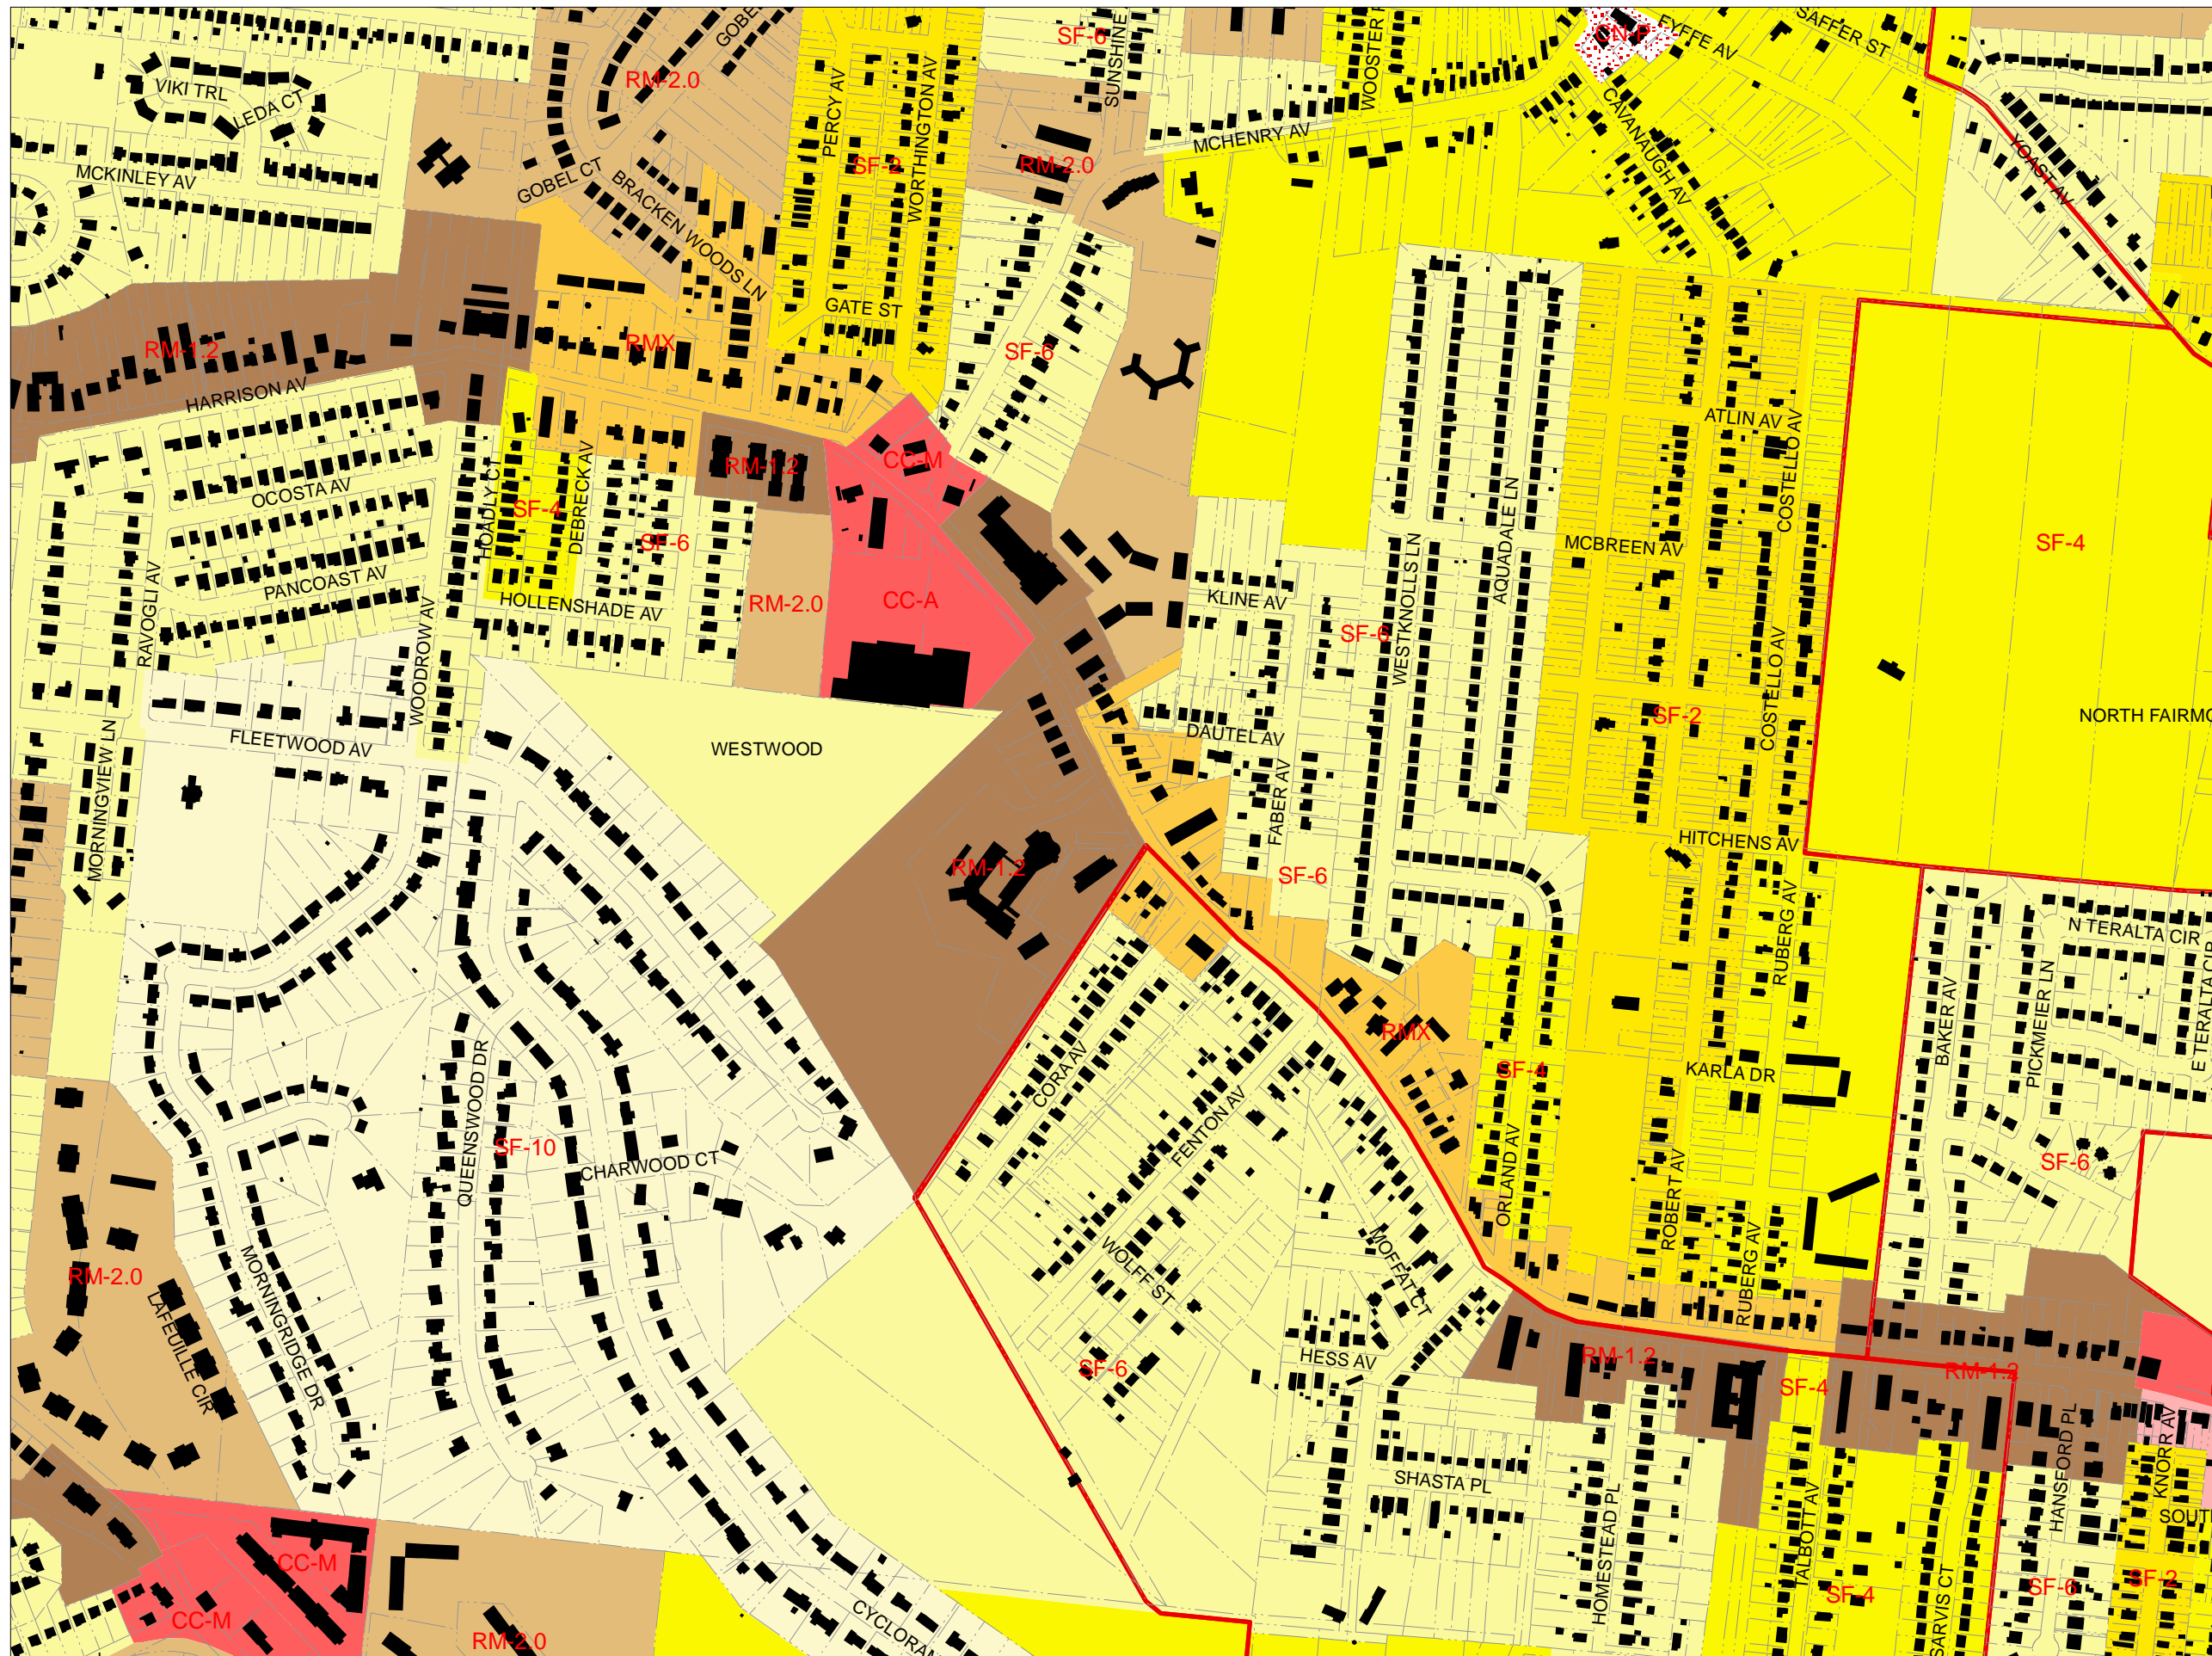 GOBEL
SF-6
SUNSHINE
WOOSTER
CN-P
FYFFE AV
SAFFER ST
VIKI TRL
LEDA CT
RM-2.0
PERCY AV
SF-2
WORTHINGTON AV
RM-2.0
MCHENRY AV
CAVANAUGH AV
YOAST AV
MCKINLEY AV
GOBEL CT
BRACKEN WOODS LN
GATE ST
RM-1.2
HARRISON AV
RMX
SF-6
ATLIN AV
COSTELLO AV
OCOSTA AV
HOADLY CT
SF-4
DEBRECK AV
SF-6
RM-1.2
CC-M
MCBREEN AV
SF-4
PANCOAST AV
RAVOGLI AV
HOLLENSHADE AV
WOODROW AV
RM-2.0
CC-A
KLINE AV
SF-6
WESTKNOLLS LN
AQUADALE LN
COSTELLO AV
SF-2
NORTH FAIRMO
FLEETWOOD AV
WESTWOOD
DAUTEL AV
FABER AV
MORNINGVIEW LN
HITCHENS AV
RM-1.2
SF-6
RUBERG AV
N TERALTA CIR
E TERALTA CIR
BAKER AV
PICKMEIER LN
RMX
CORA AV
FENTON AV
SF-4
KARLA DR
QUEENSWOOD DR
SF-10
CHARWOOD CT
ORLAND AV
ROBERT AV
RUBERG AV
SF-6
RM-2.0
LAFEUILLE CIR
MORNINGRIDGE DR
WOLFF ST
MOFFAT CT
RUBERG AV
SF-6
HESS AV
RM-1.2
SF-4
RM-1.2
SHASTA PL
HOMESTEAD PL
TALBOTT AV
HANSFORD PL
KNORR AV
SOUT
CC-M
CC-M
RM-2.0
CYCLORAM
SF-4
SARVIS CT
SF-6
SF-2